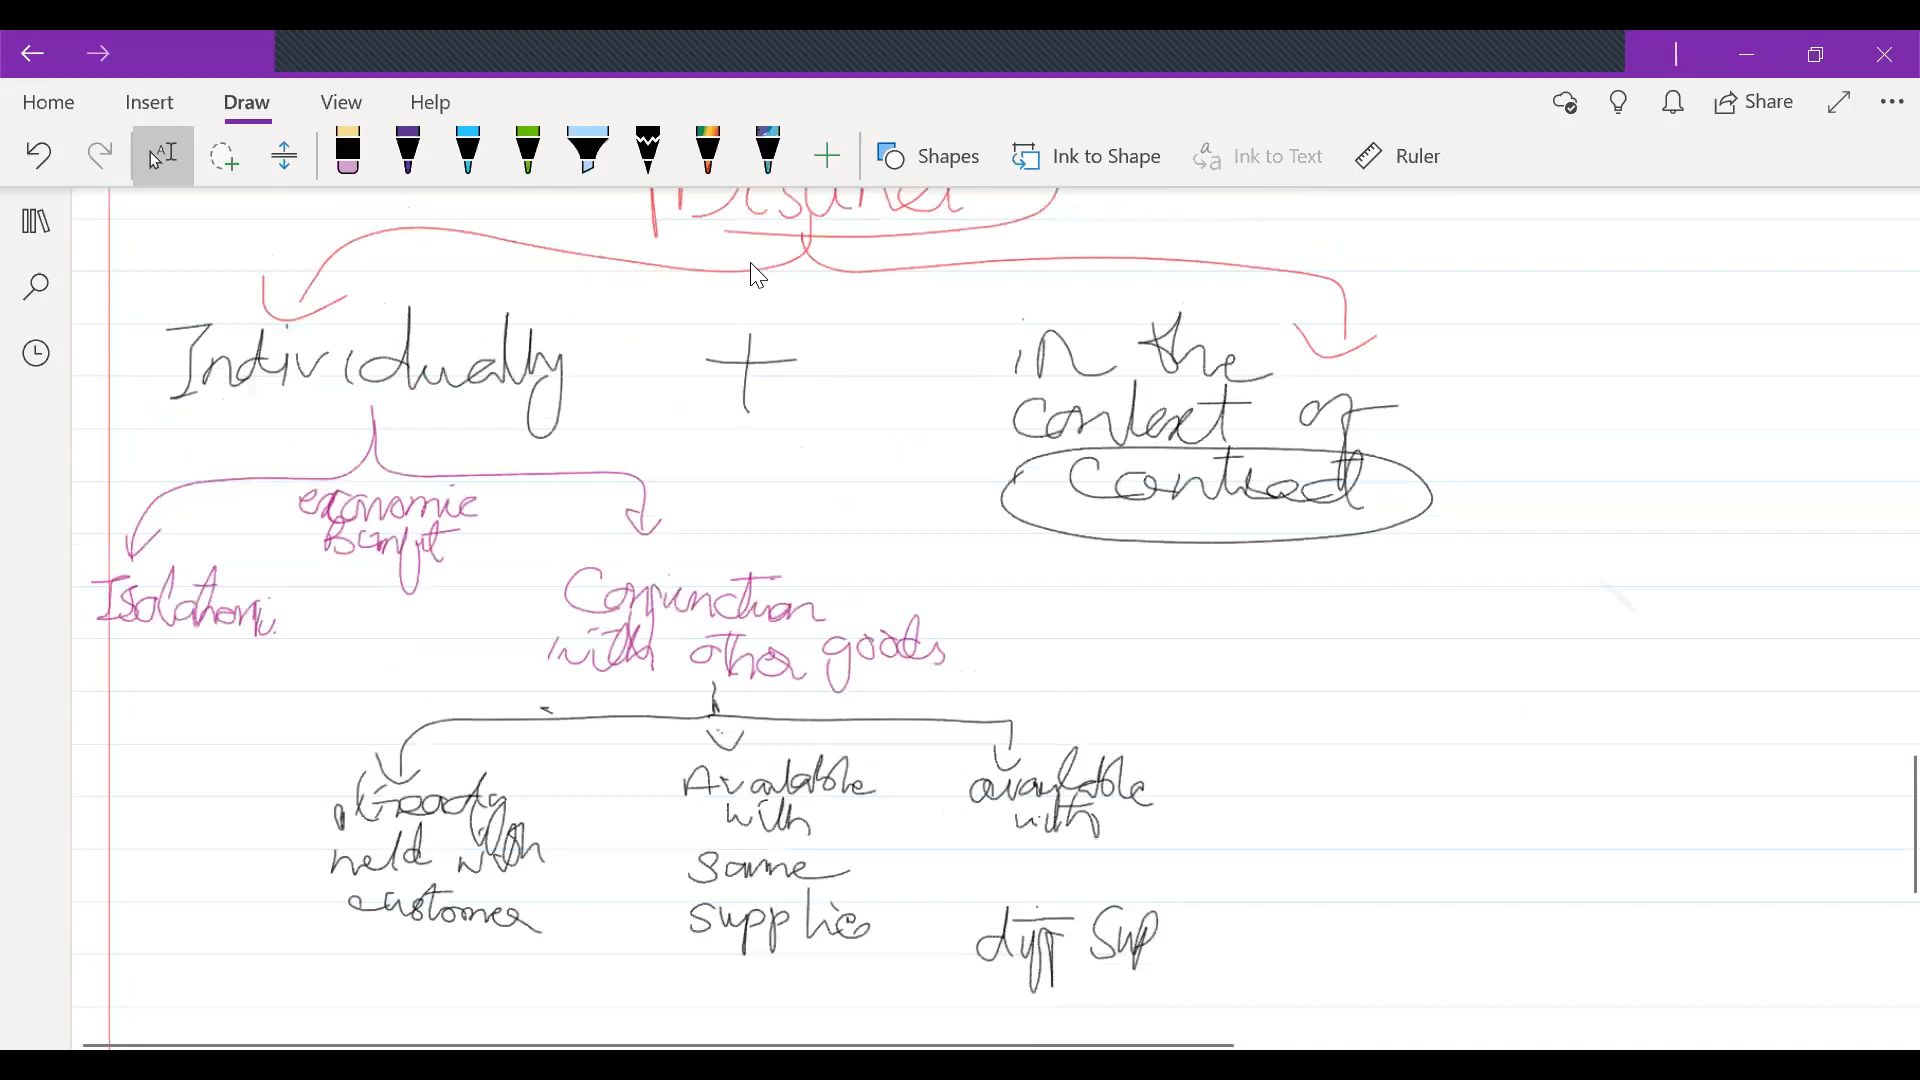 Home Insert Draw View Help Share
Shapes Ink to Shape Ink to Text Ruler
Distinct
Individually + in the
context of
Contract
economic
Benefit
Isolation
Conjunction
with other goods
already
held with
customer
Available
with
same
supplier
available
with
diff Sup